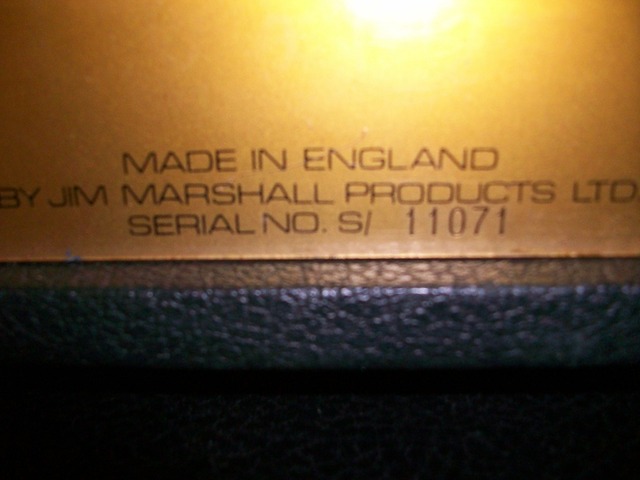 MADE IN ENGLAND
BY JIM MARSHALL PRODUCTS LTD.
SERIAL NO. S/ 11071